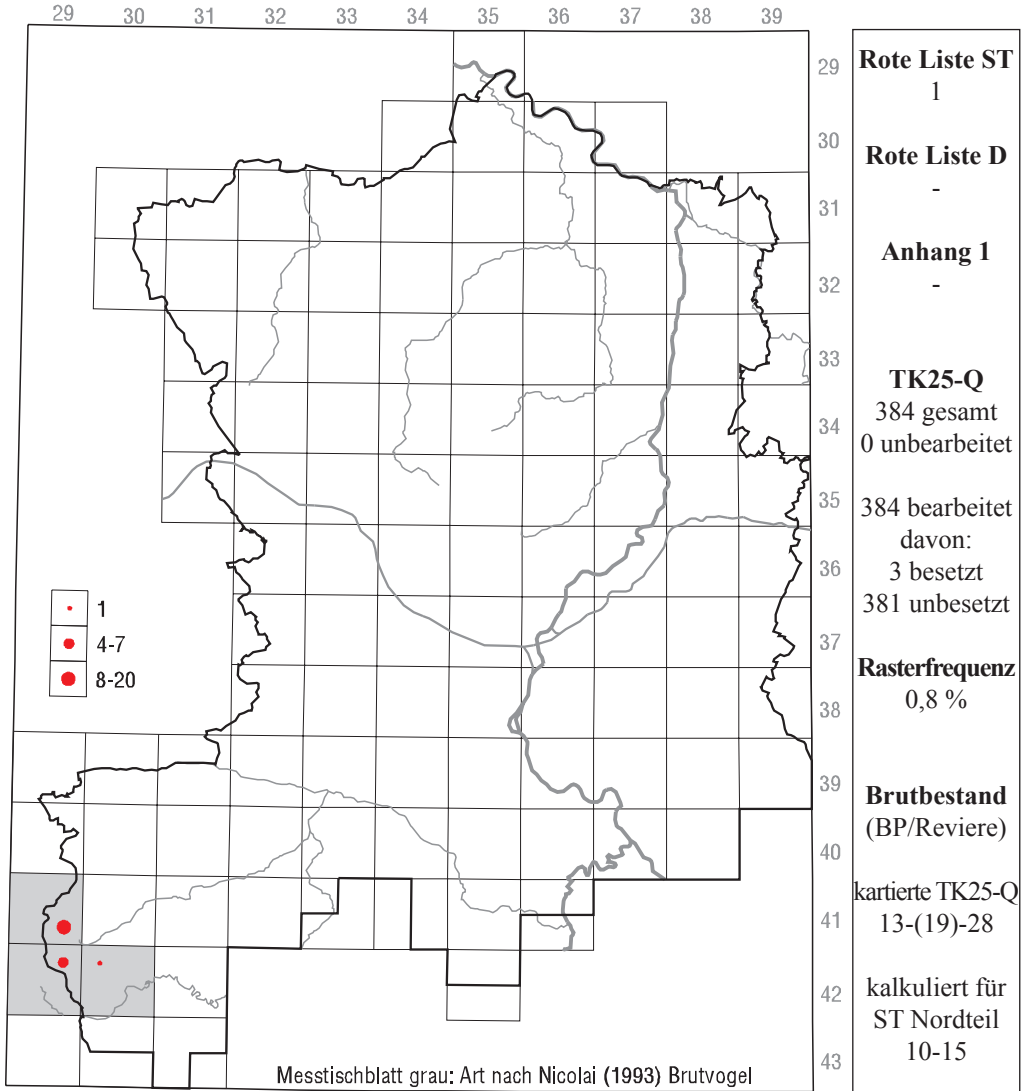 29 30 31 32 33 34 35 36 37 38 39
29
30
31
32
33
34
35
36
37
38
39
40
41
42
43
1
4-7
8-20
Messtischblatt grau: Art nach Nicolai (1993) Brutvogel
Rote Liste ST
1
Rote Liste D
-
Anhang 1
-
TK25-Q
384 gesamt
0 unbearbeitet
384 bearbeitet
davon:
3 besetzt
381 unbesetzt
Rasterfrequenz
0,8 %
Brutbestand
(BP/Reviere)
kartierte TK25-Q
13-(19)-28
kalkuliert für
ST Nordteil
10-15